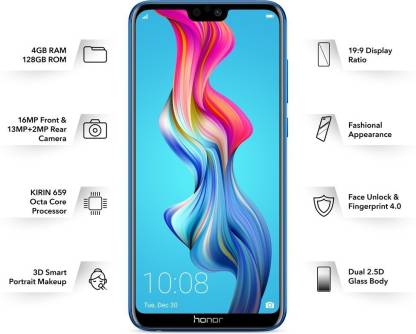 4GB RAM
128GB ROM
16MP Front &
13MP+2MP Rear
Camera
KIRIN 659
Octa Core
Processor
3D Smart
Portrait Makeup
10:08
Tue, Dec 30
honor
19:9 Display
Ratio
Fashional
Appearance
Face Unlock &
Fingerprint 4.0
Dual 2.5D
Glass Body